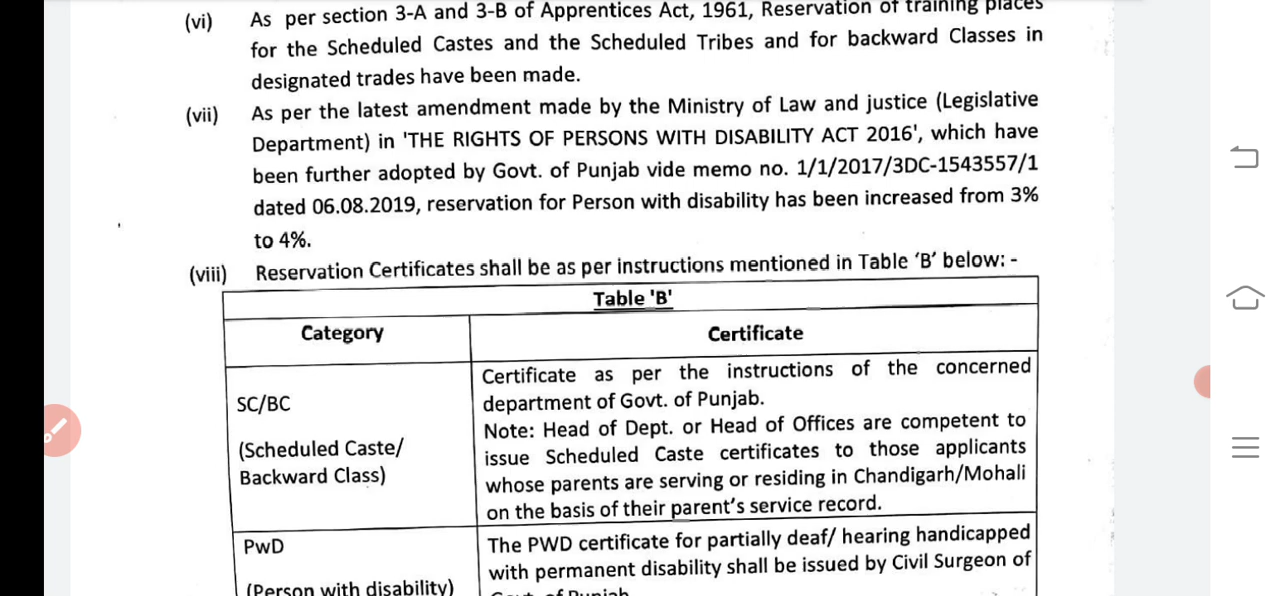 (vi) As per section 3-A and 3-B of Apprentices Act, 1961, Reservation of training places
for the Scheduled Castes and the Scheduled Tribes and for backward Classes in
designated trades have been made.
(vii) As per the latest amendment made by the Ministry of Law and justice (Legislative
Department) in 'THE RIGHTS OF PERSONS WITH DISABILITY ACT 2016', which have
been further adopted by Govt. of Punjab vide memo no. 1/1/2017/3DC-1543557/1
dated 06.08.2019, reservation for Person with disability has been increased from 3%
to 4%.
(viii) Reservation Certificates shall be as per instructions mentioned in Table ‘B’ below: -
Table 'B'
Category
Certificate
SC/BC
(Scheduled Caste/
Backward Class)
Certificate as per the instructions of the concerned
department of Govt. of Punjab.
Note: Head of Dept. or Head of Offices are competent to
issue Scheduled Caste certificates to those applicants
whose parents are serving or residing in Chandigarh/Mohali
on the basis of their parent’s service record.
PwD
(Person with disability)
The PWD certificate for partially deaf/ hearing handicapped
with permanent disability shall be issued by Civil Surgeon of
Govt. of Punjab